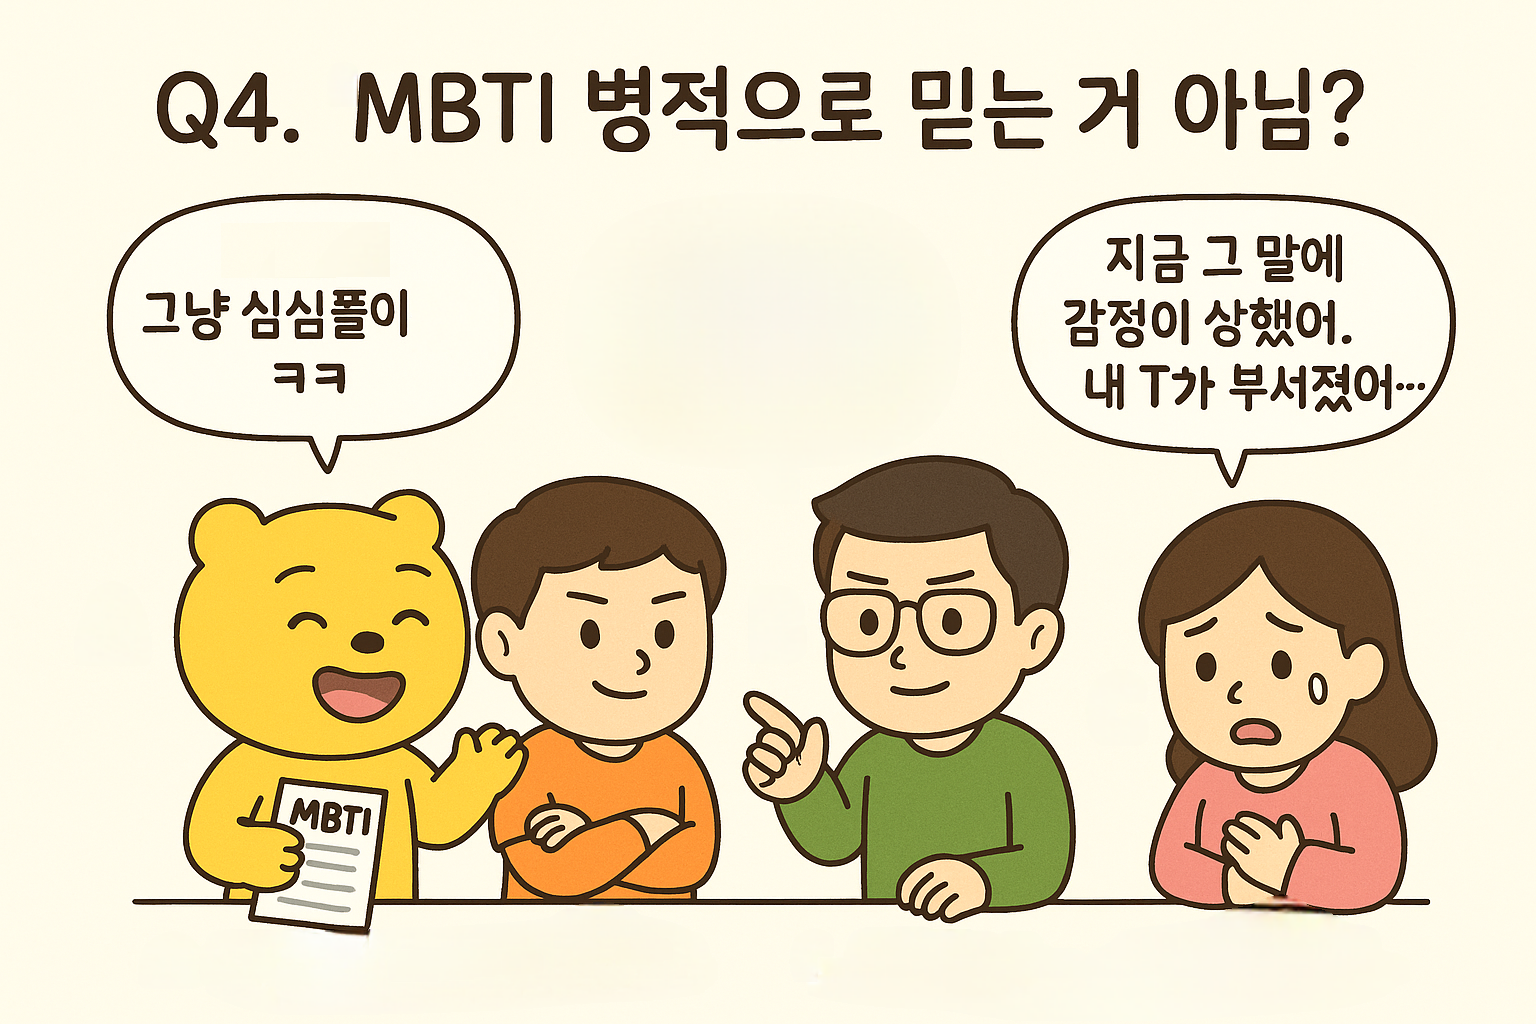 Q4. MBTI 병적으로 믿는 거 아님?
그냥 심심폴이
ㅋㅋ
지금 그 말에
감정이 상했어.
내 T가 부서졌어…
MBTI